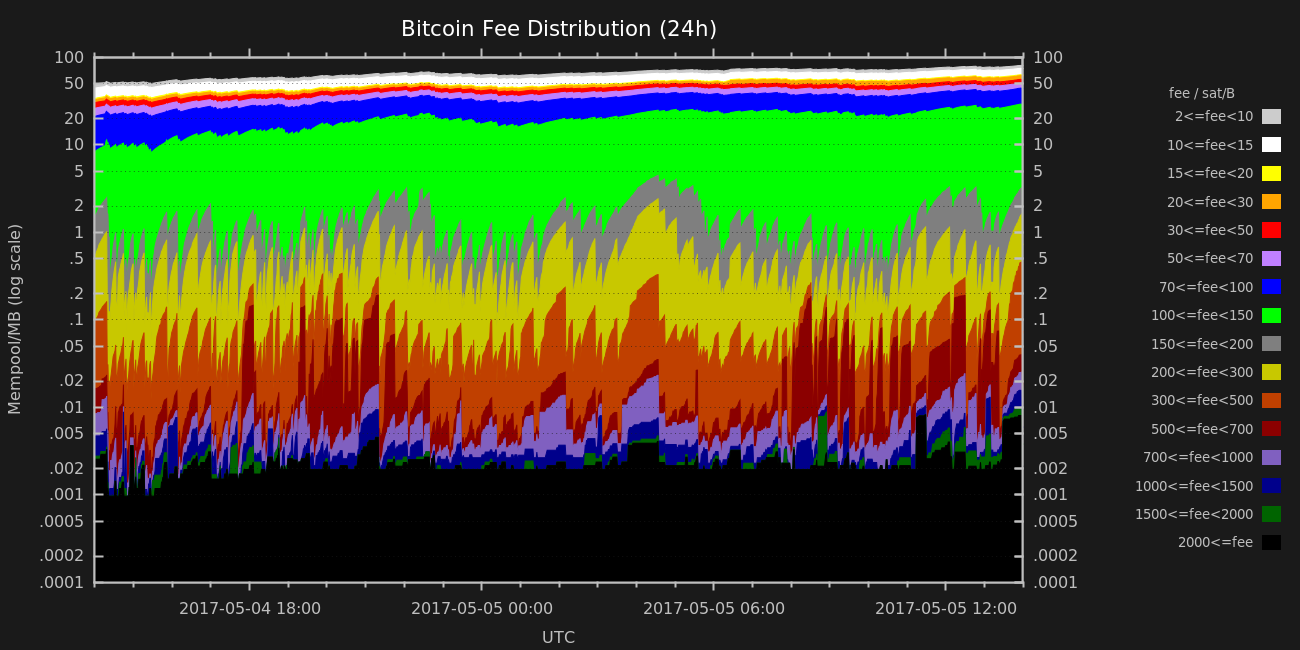 Bitcoin Fee Distribution (24h)
100
50
20
10
5
2
1
.5
.2
.1
.05
.02
.01
.005
.002
.001
.0005
.0002
.0001
Mempool/MB (log scale)
100
50
20
10
5
2
1
.5
.2
.1
.05
.02
.01
.005
.002
.001
.0005
.0002
.0001
2017-05-04 18:00
2017-05-05 00:00
2017-05-05 06:00
2017-05-05 12:00
UTC
fee / sat/B
2<=fee<10
10<=fee<15
15<=fee<20
20<=fee<30
30<=fee<50
50<=fee<70
70<=fee<100
100<=fee<150
150<=fee<200
200<=fee<300
300<=fee<500
500<=fee<700
700<=fee<1000
1000<=fee<1500
1500<=fee<2000
2000<=fee